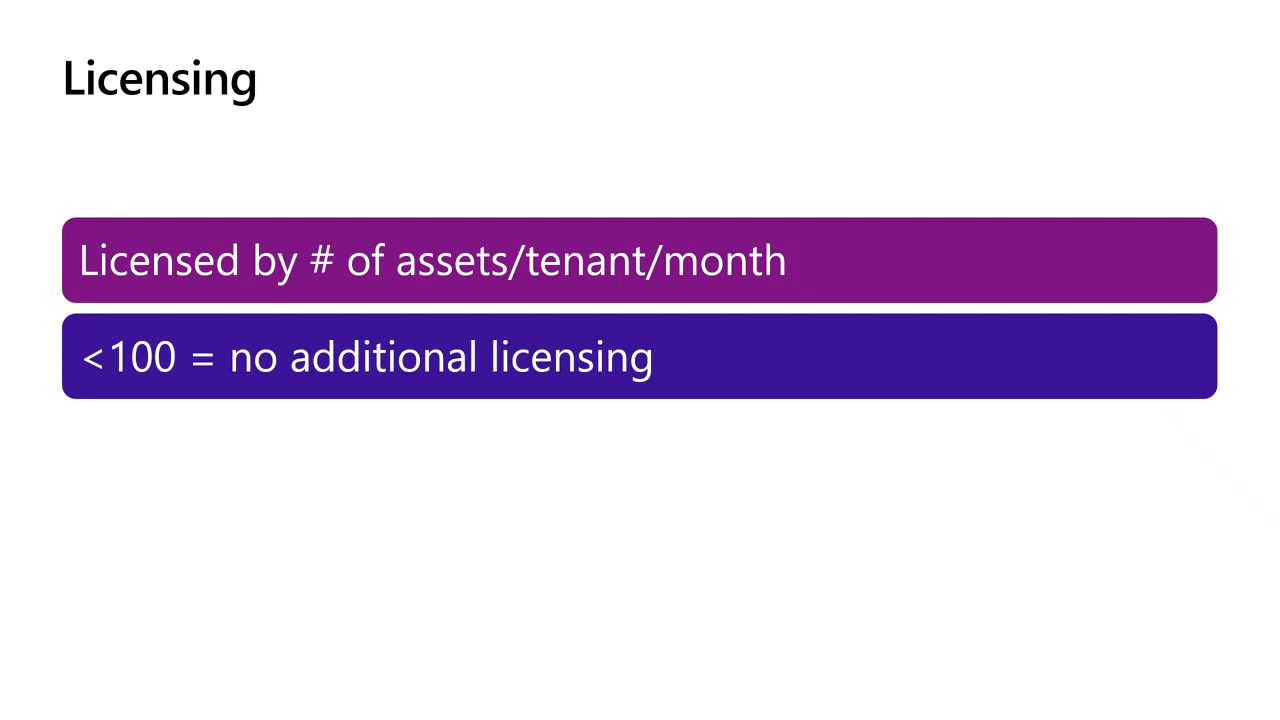 Licensing
Licensed by # of assets/tenant/month
<100 = no additional licensing